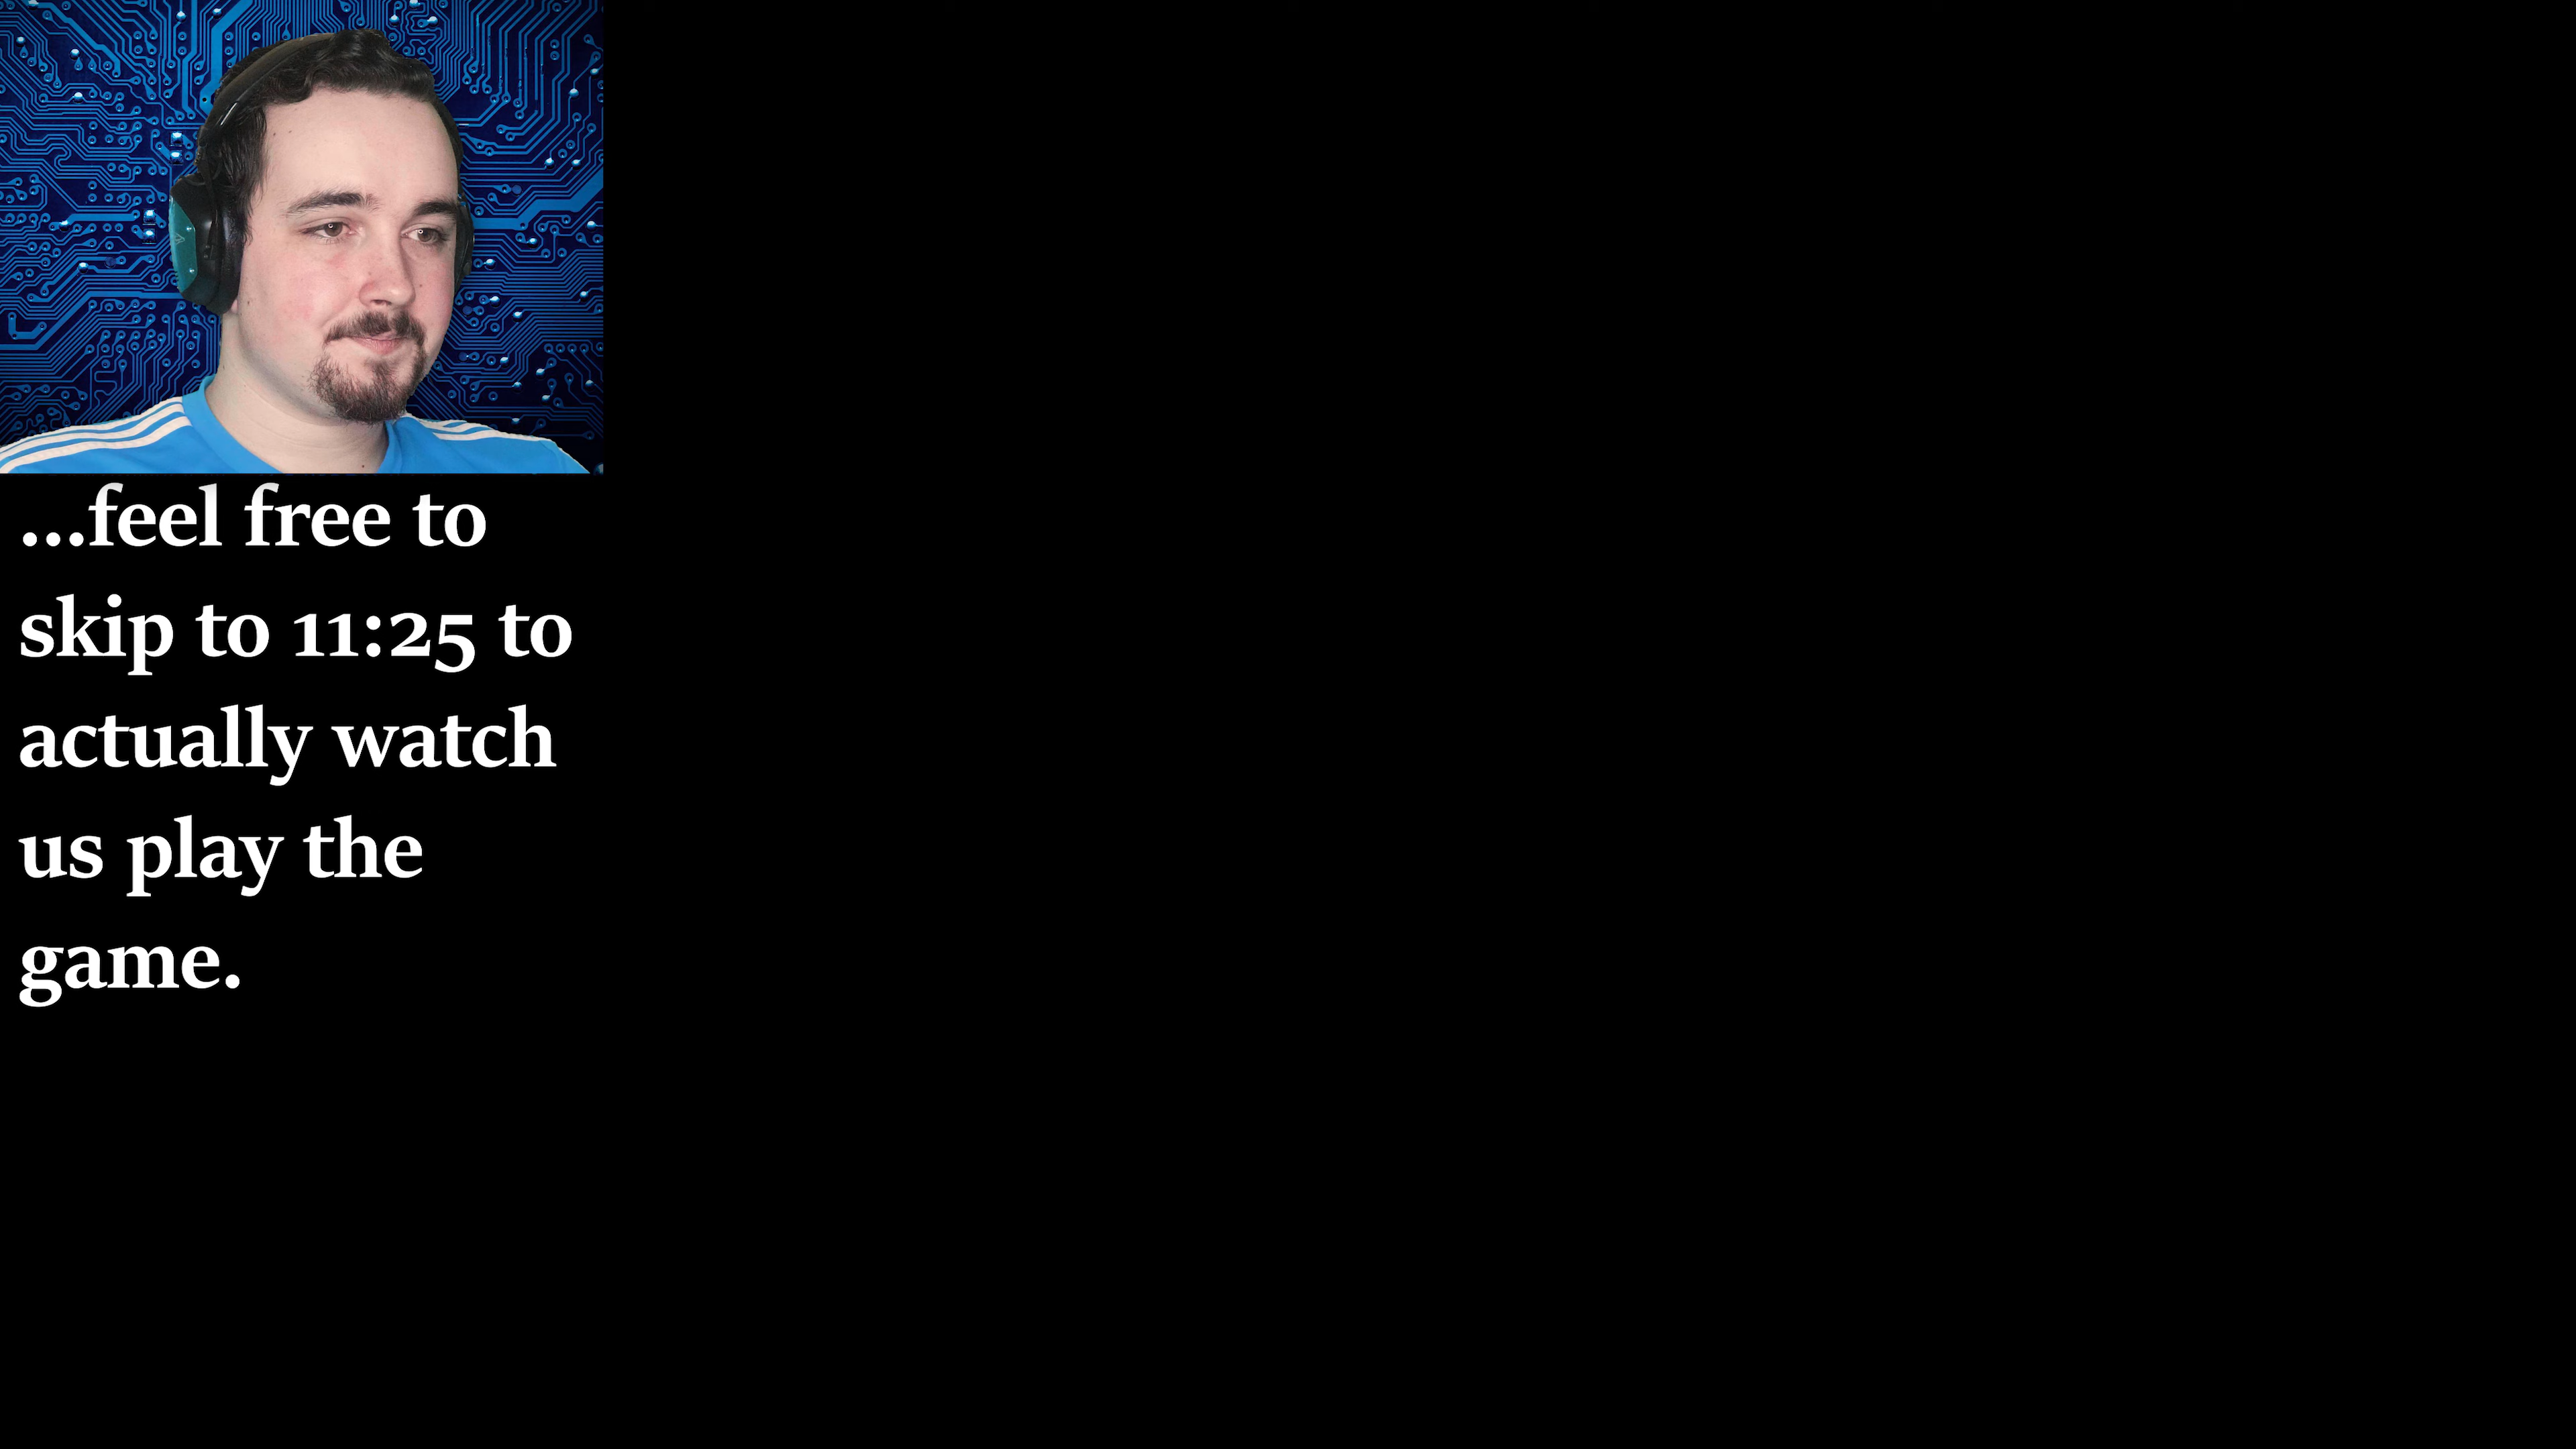 ...feel free to
skip to 11:25 to
actually watch
us play the
game.